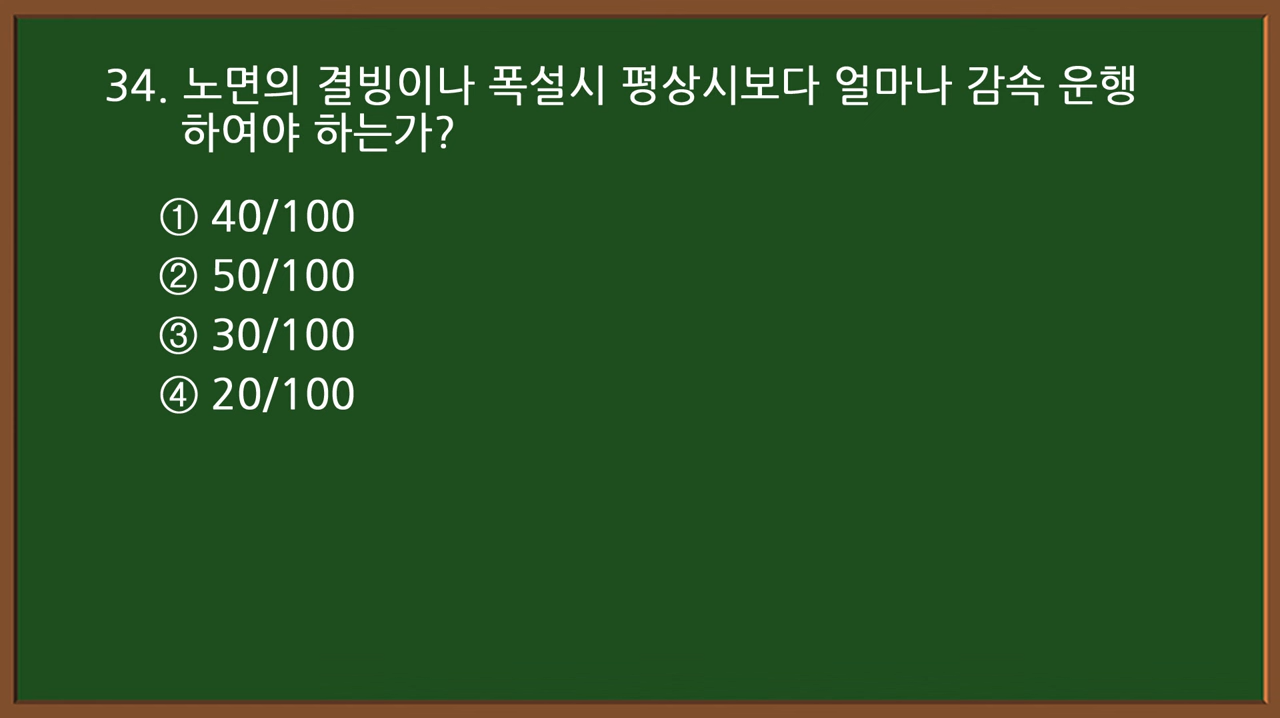 34. 노면의 결빙이나 폭설시 평상시보다 얼마나 감속 운행
하여야 하는가?
① 40/100
② 50/100
③ 30/100
④ 20/100